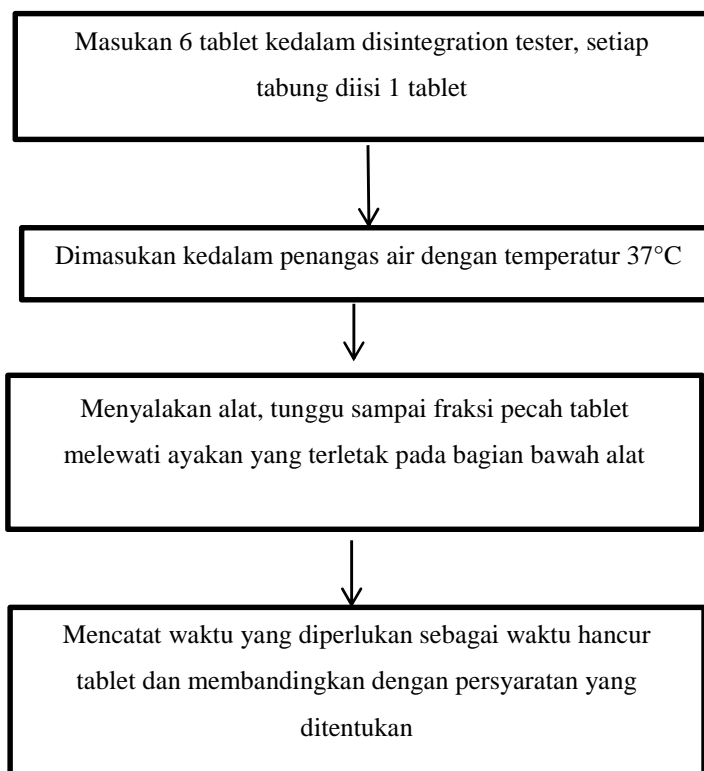 Masukan 6 tablet kedalam disintegration tester, setiap
tabung diisi 1 tablet
Dimasukan kedalam penangas air dengan temperatur 37°C
Menyalakan alat, tunggu sampai fraksi pecah tablet
melewati ayakan yang terletak pada bagian bawah alat
Mencatat waktu yang diperlukan sebagai waktu hancur
tablet dan membandingkan dengan persyaratan yang
ditentukan